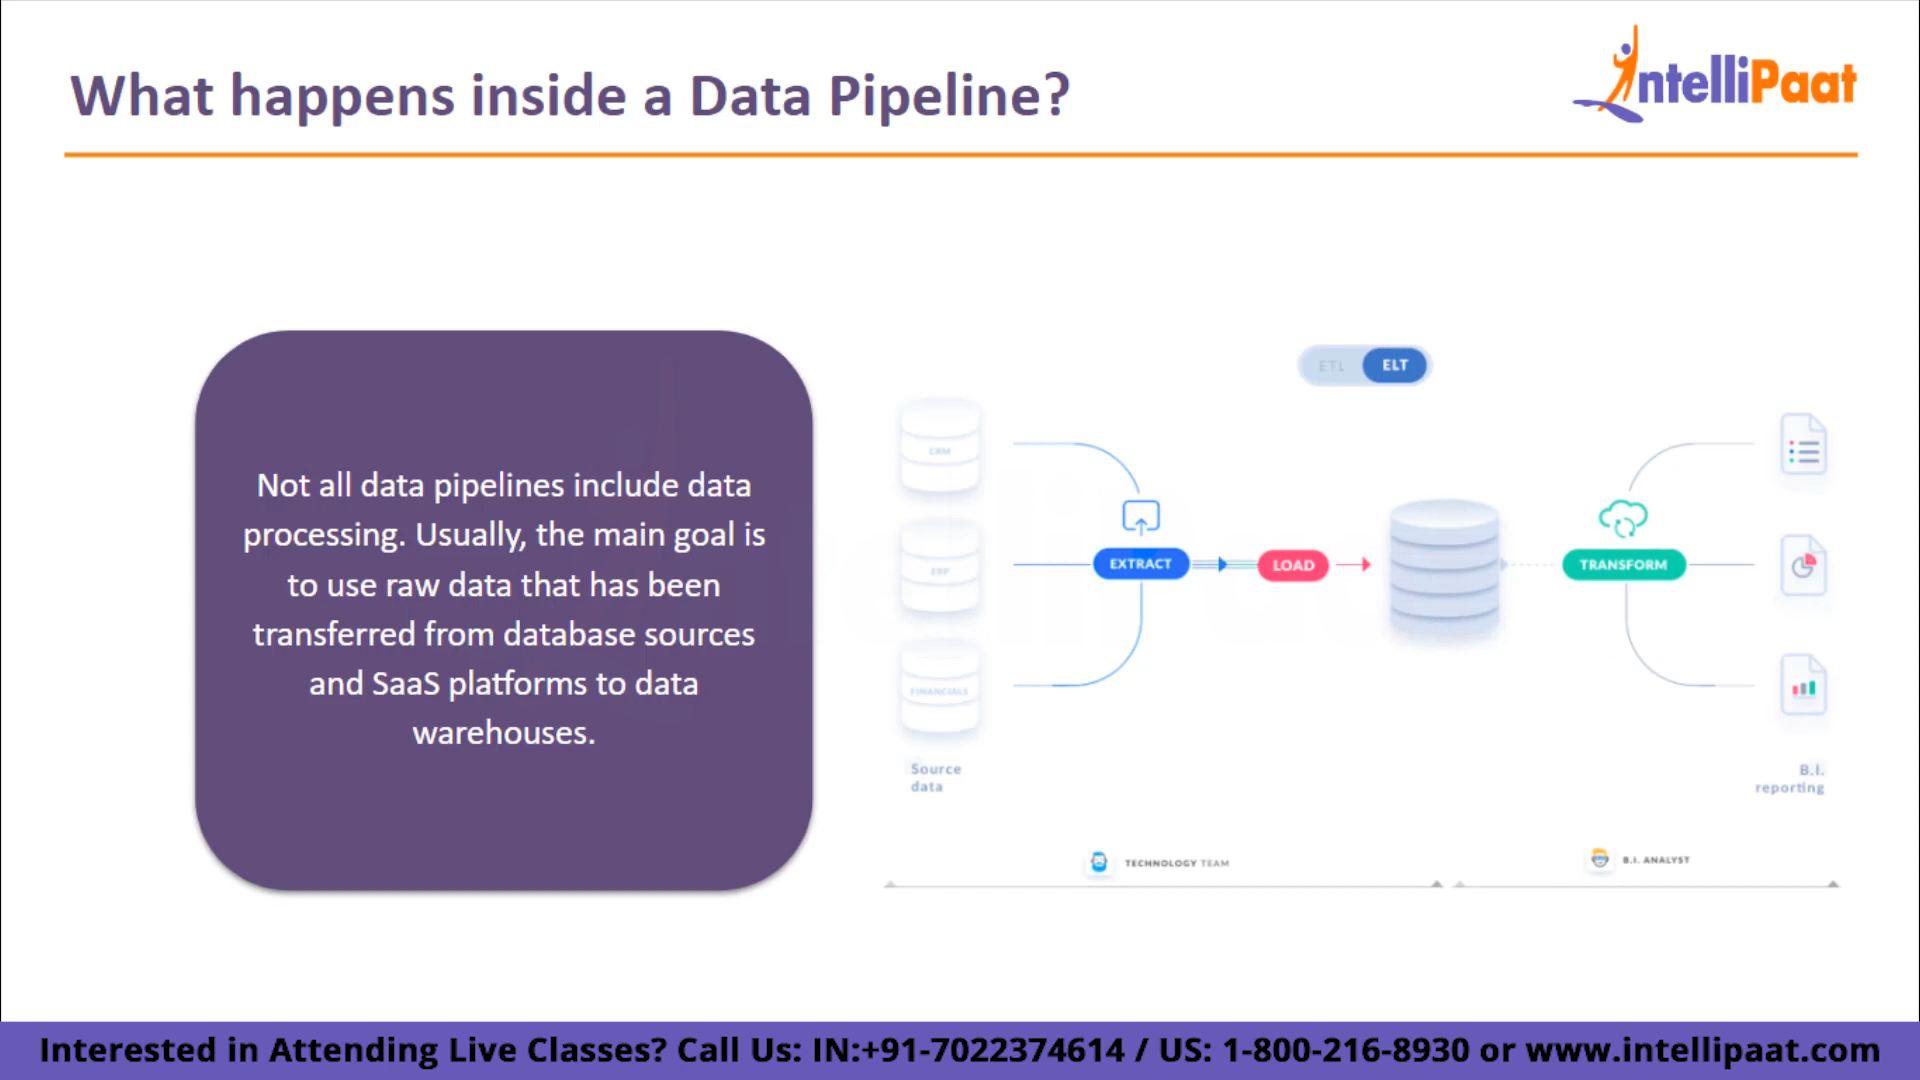 What happens inside a Data Pipeline?
ntelliPaat
Not all data pipelines include data
processing. Usually, the main goal is
to use raw data that has been
transferred from database sources
and SaaS platforms to data
warehouses.
ETL
ELT
CRM
ERP
FINANCIALS
EXTRACT
LOAD
TRANSFORM
Source
data
B.I.
reporting
TECHNOLOGY TEAM
B.I. ANALYST
Interested in Attending Live Classes? Call Us: IN:+91-7022374614 / US: 1-800-216-8930 or www.intellipaat.com